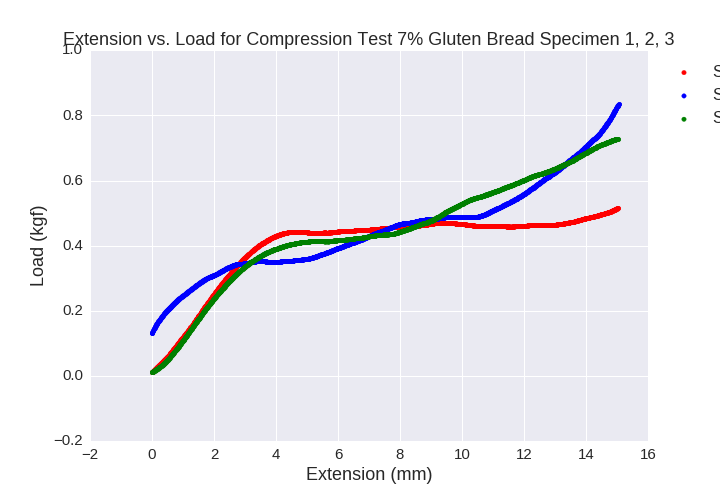 Extension vs. Load for Compression Test 7% Gluten Bread Specimen 1, 2, 3
1.0
0.8
0.6
0.4
0.2
0.0
−0.2
−2
0
2
4
6
8
10
12
14
16
Extension (mm)
Load (kgf)
S
S
S